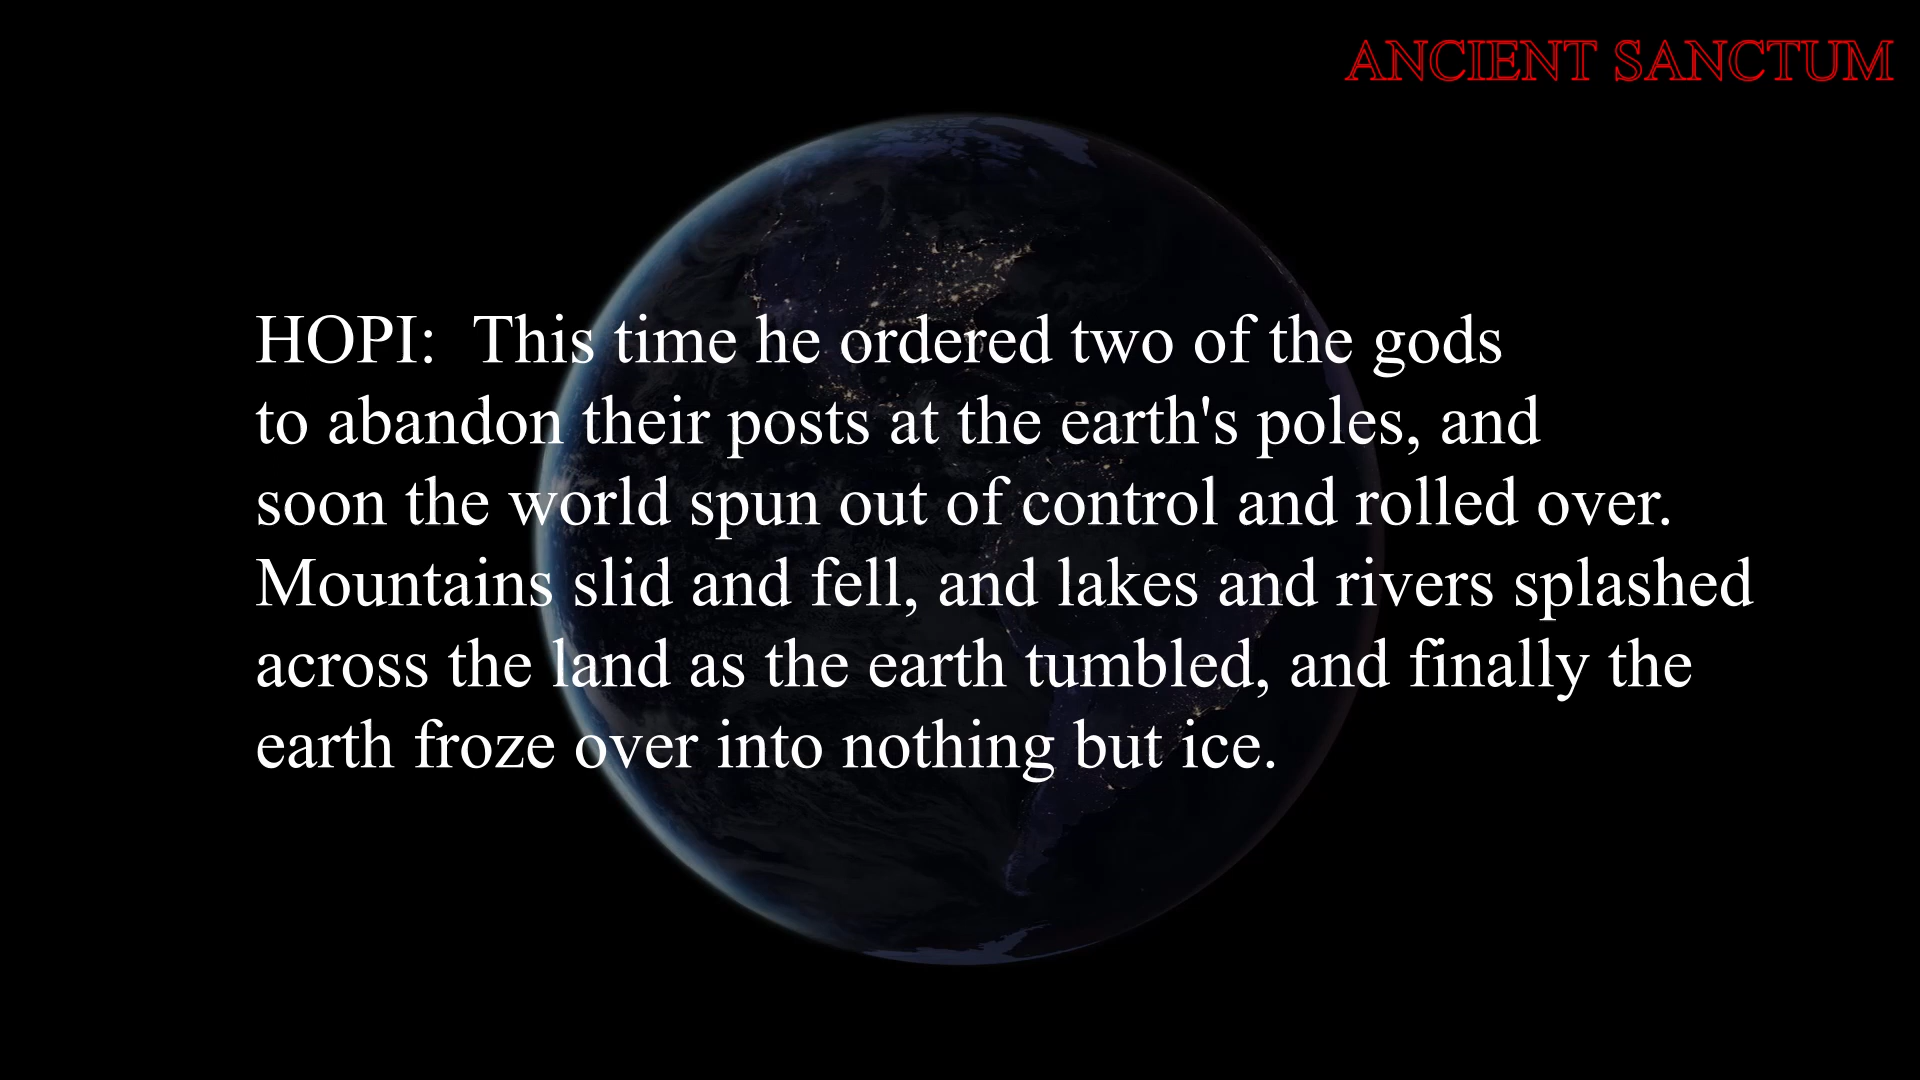 ANCIENT SANCTUM
HOPI:  This time he ordered two of the gods
to abandon their posts at the earth's poles, and
soon the world spun out of control and rolled over.
Mountains slid and fell, and lakes and rivers splashed
across the land as the earth tumbled, and finally the
earth froze over into nothing but ice.